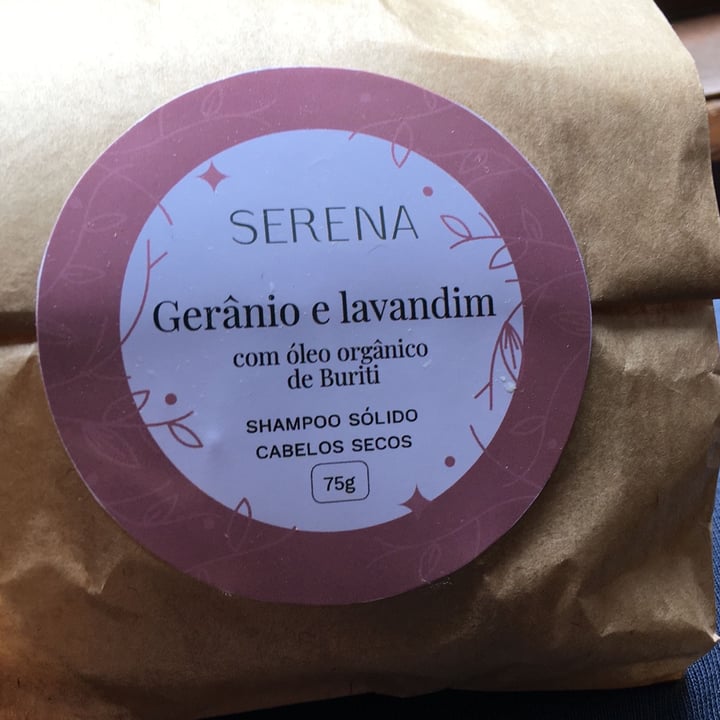 SERENA
Gerânio e lavandim
com óleo orgânico
de Buriti
SHAMPOO SÓLIDO
CABELOS SECOS
75g